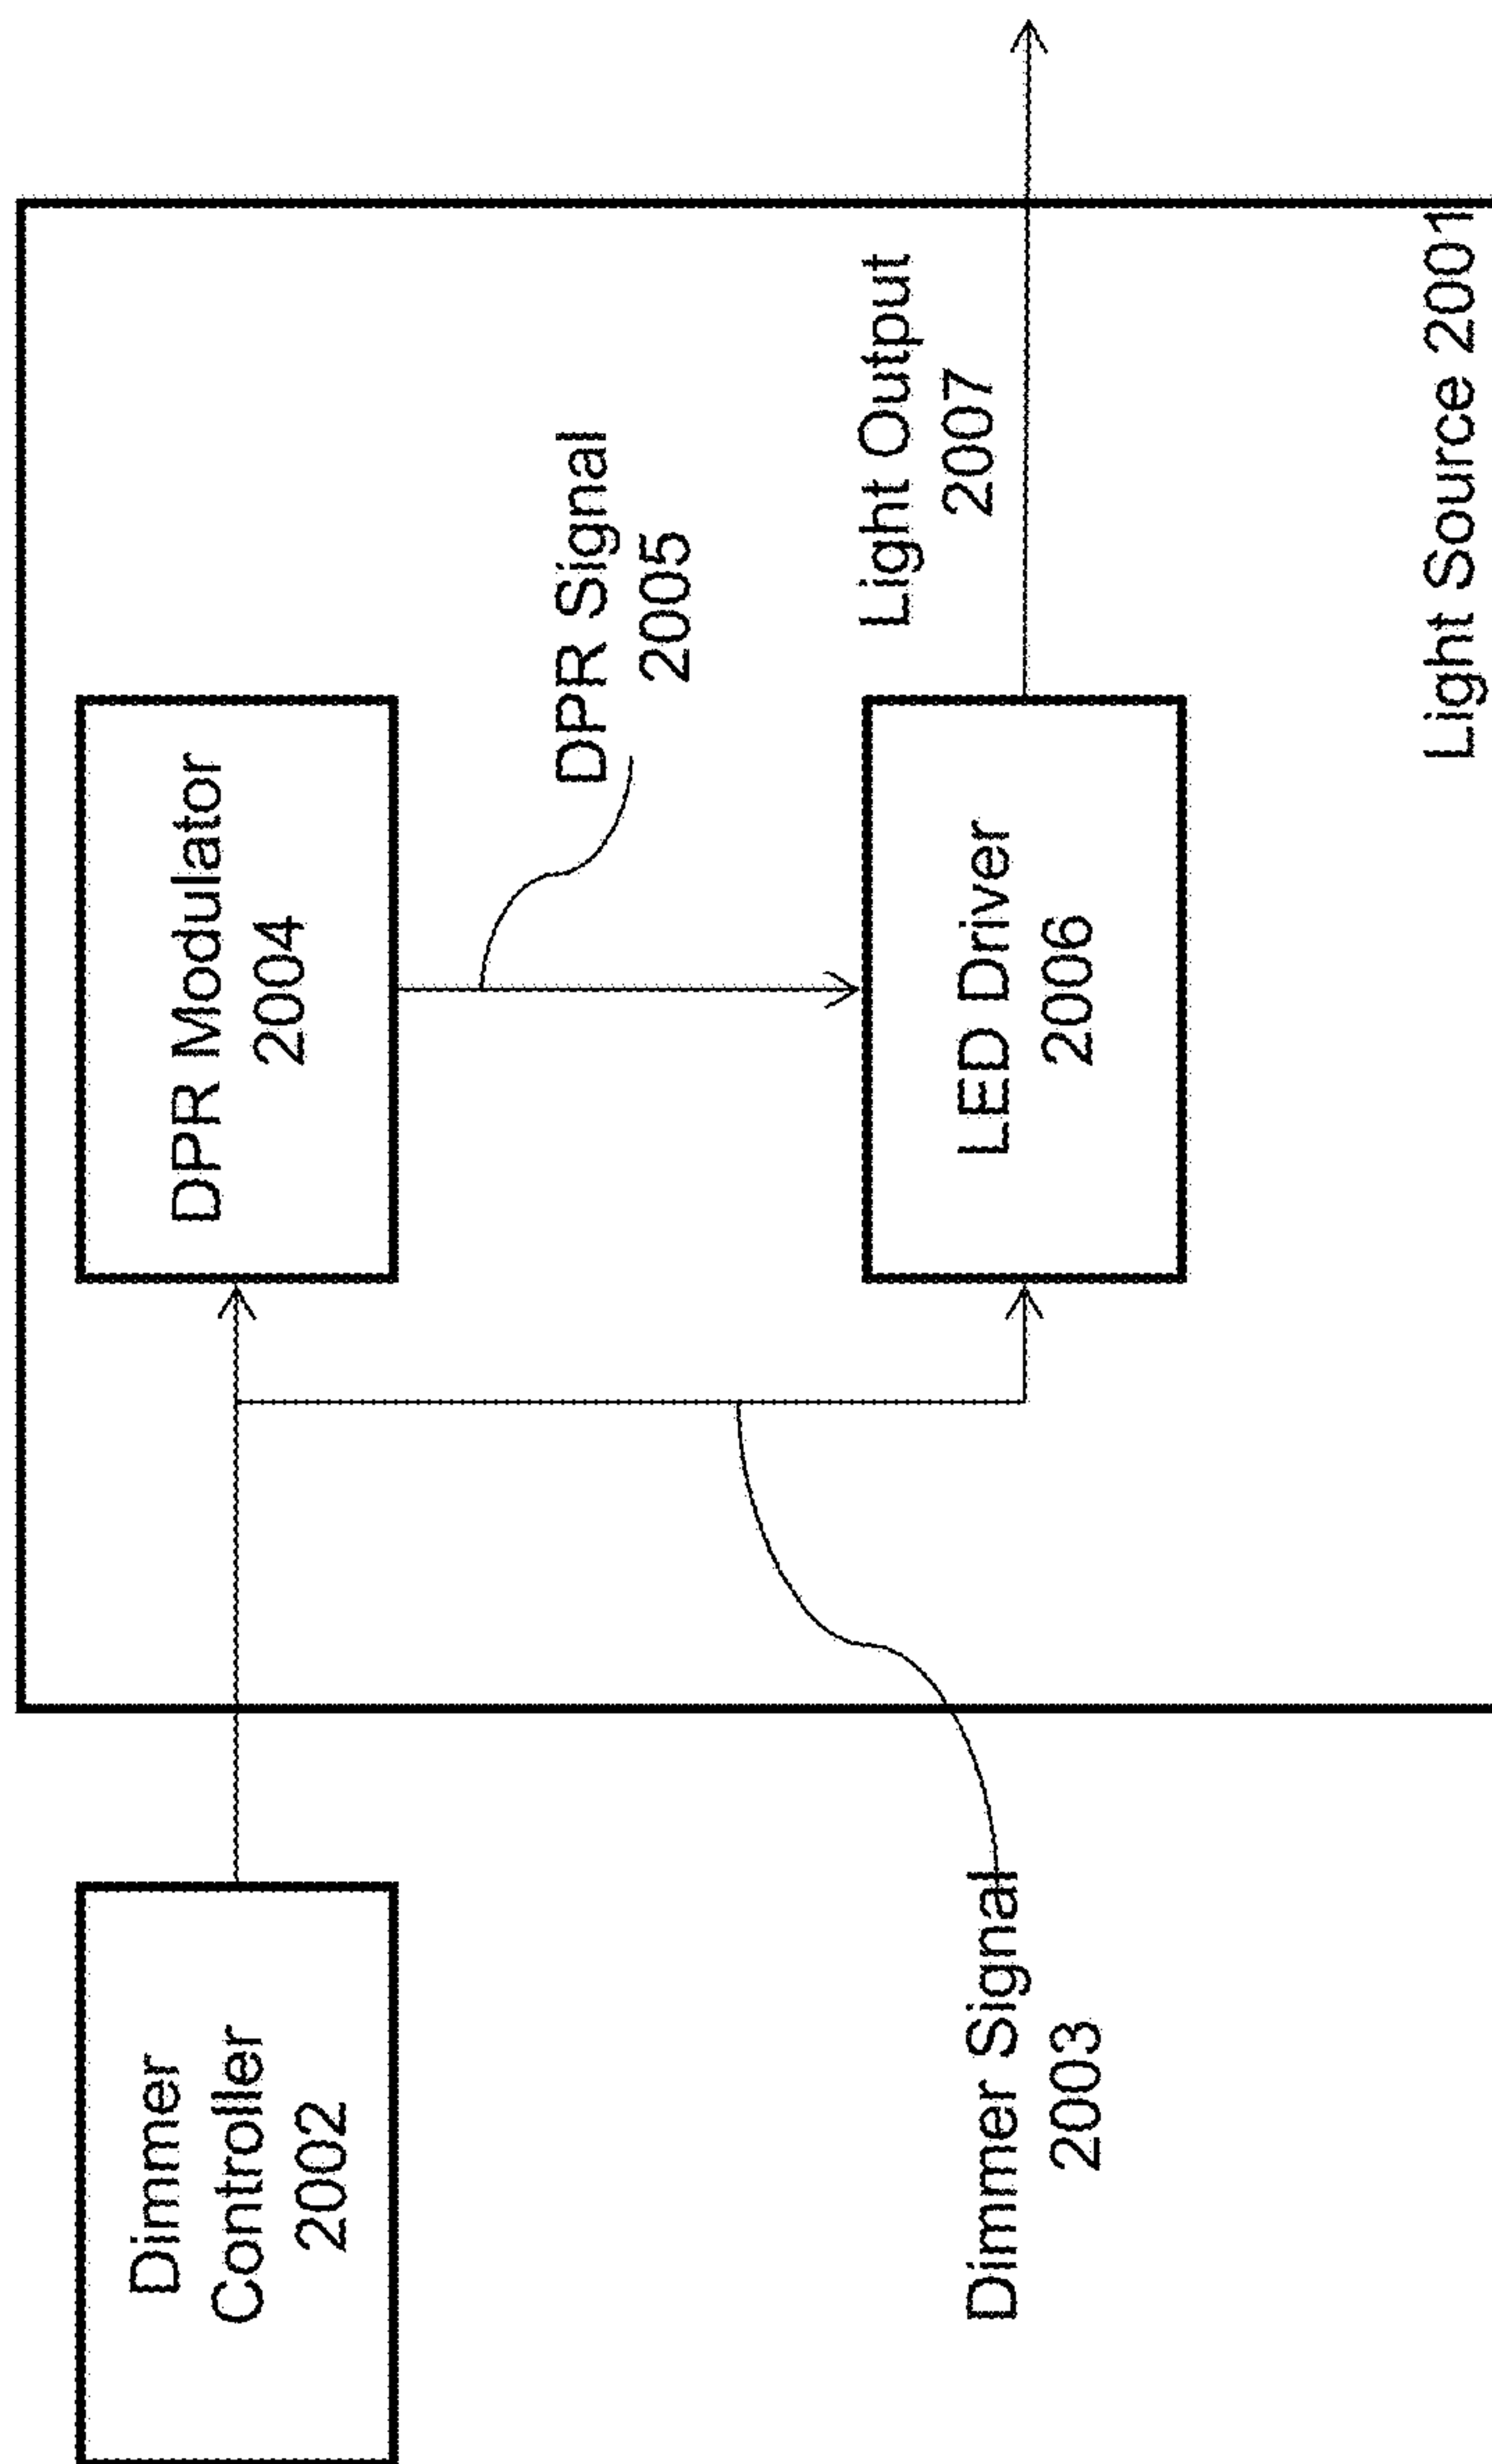 Dimmer
Controller
2002
DPR Modulator
2004
DPR Signal
2005
Dimmer Signal
2003
LED Driver
2006
Light Output
2007
Light Source 2001